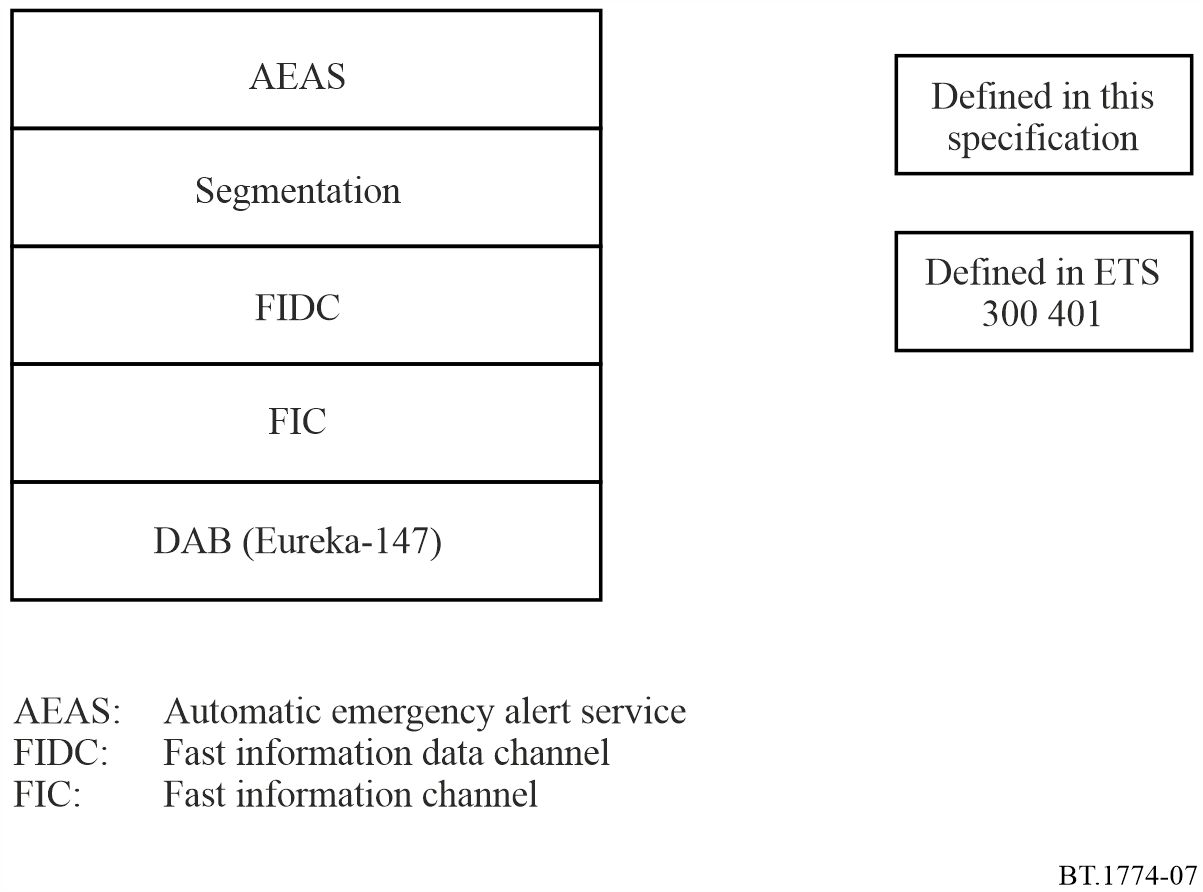 AEAS
Segmentation
FIDC
FIC
DAB (Eureka-147)
Defined in this
specification
Defined in ETS
300 401
AEAS: Automatic emergency alert service
FIDC: Fast information data channel
FIC: Fast information channel
BT.1774-07